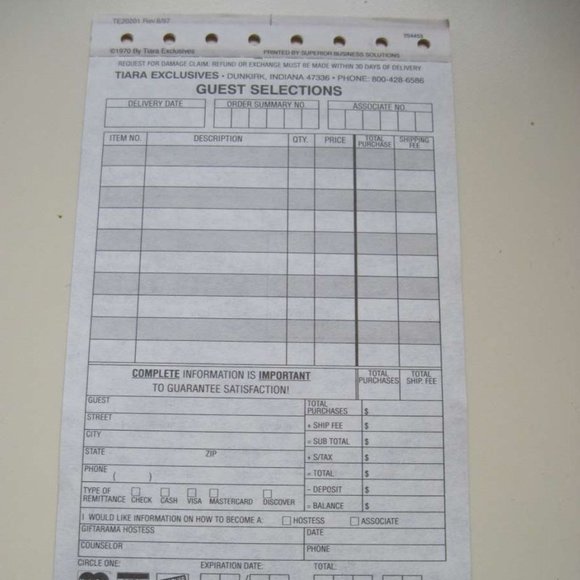 TE20201 Rev.8/97
©1970 By Tiara Exclusives PRINTED BY SUPERIOR BUSINESS SOLUTIONS
REQUEST FOR DAMAGE CLAIM, REFUND OR EXCHANGE MUST BE MADE WITHIN 30 DAYS OF DELIVERY
TIARA EXCLUSIVES • DUNKIRK, INDIANA 47336 • PHONE: 800-428-6586
GUEST SELECTIONS
DELIVERY DATE ORDER SUMMARY NO. ASSOCIATE NO.
ITEM NO. DESCRIPTION QTY. PRICE TOTAL PURCHASE SHIPPING FEE
COMPLETE INFORMATION IS IMPORTANT
TO GUARANTEE SATISFACTION!
TOTAL PURCHASES TOTAL SHIP. FEE
GUEST
TOTAL PURCHASES $
STREET
+ SHIP FEE $
CITY
= SUB TOTAL $
STATE ZIP
+ S/TAX $
PHONE ( )
= TOTAL $
TYPE OF REMITTANCE CHECK CASH VISA MASTERCARD DISCOVER
- DEPOSIT $
= BALANCE $
I WOULD LIKE INFORMATION ON HOW TO BECOME A: HOSTESS ASSOCIATE
GIFTARAMA HOSTESS DATE
COUNSELOR PHONE
CIRCLE ONE: EXPIRATION DATE: TOTAL: